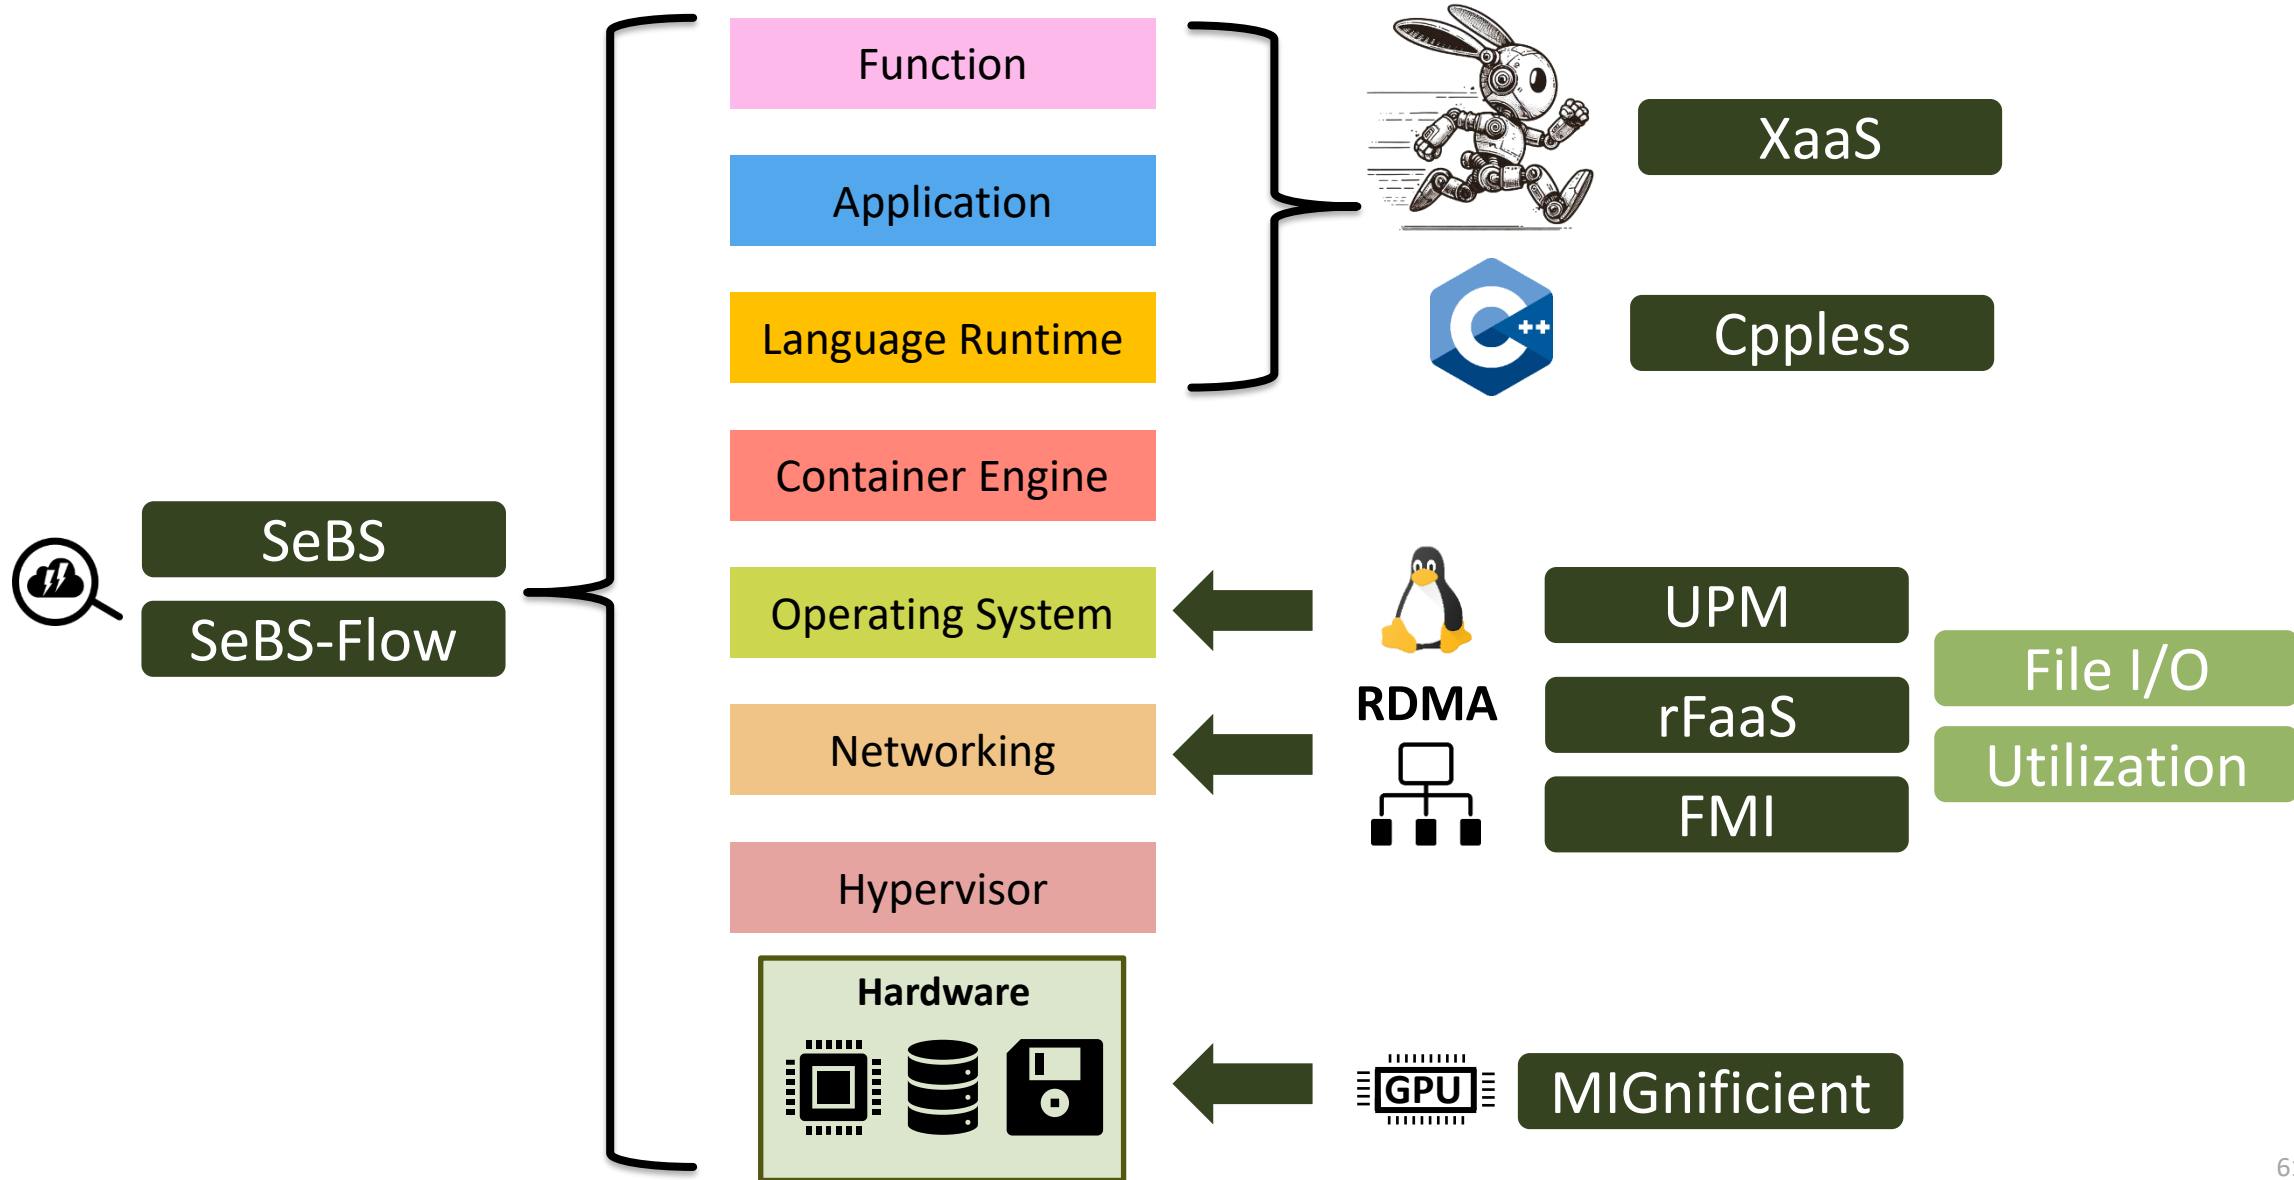 Function
Application
Language Runtime
Container Engine
Operating System
Networking
Hypervisor
Hardware
SeBS
SeBS-Flow
XaaS
C++
Cppless
UPM
RDMA
rFaaS
FMI
File I/O
Utilization
GPU
MIGnificient